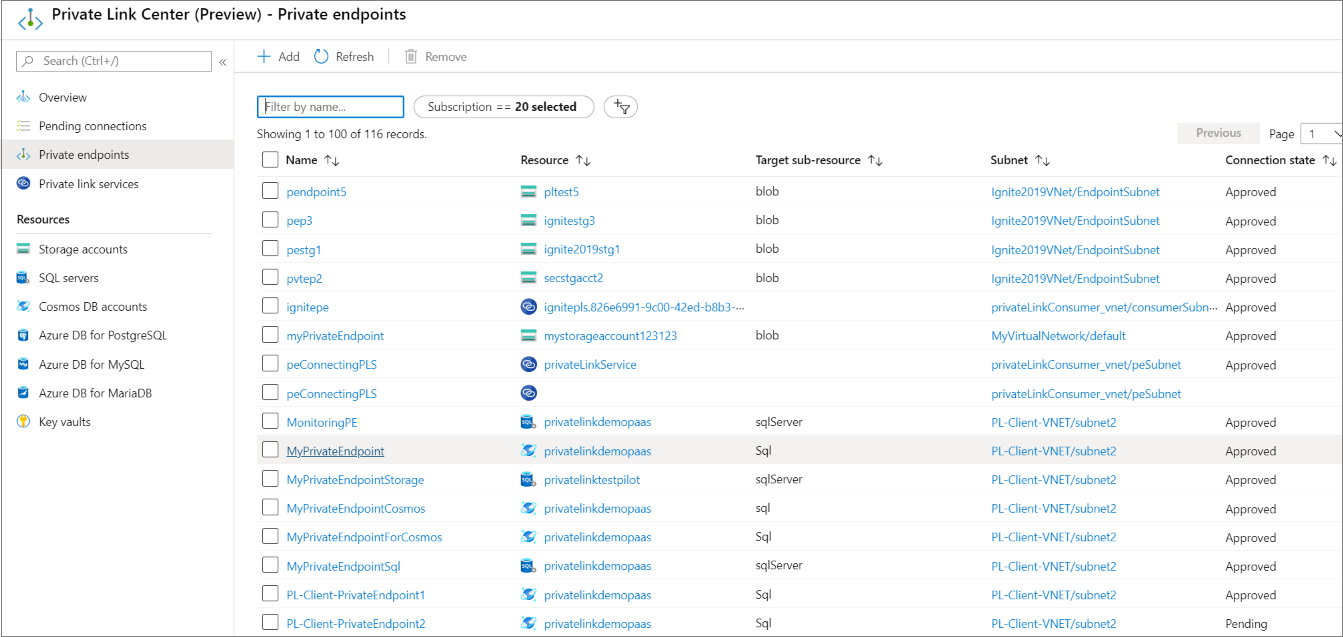 Private Link Center (Preview) - Private endpoints
Search (Ctrl+/) «
Overview
Pending connections
Private endpoints
Private link services
Resources
Storage accounts
SQL servers
Cosmos DB accounts
Azure DB for PostgreSQL
Azure DB for MySQL
Azure DB for MariaDB
Key vaults
Add Refresh Remove
Filter by name... Subscription == 20 selected
Showing 1 to 100 of 116 records. Previous Page 1
Name Resource Target sub-resource Subnet Connection state
pendpoint5 pltest5 blob Ignite2019VNet/EndpointSubnet Approved
pep3 ignitestg3 blob Ignite2019VNet/EndpointSubnet Approved
pestg1 ignite2019stg1 blob Ignite2019VNet/EndpointSubnet Approved
pvtep2 secstgacct2 blob Ignite2019VNet/EndpointSubnet Approved
ignitepe ignitepls.826e6991-9c00-42ed-b8b3-... privateLinkConsumer_vnet/consumerSubn... Approved
myPrivateEndpoint mystorageaccount123123 blob MyVirtualNetwork/default Approved
peConnectingPLS privateLinkService privateLinkConsumer_vnet/peSubnet Approved
peConnectingPLS privateLinkConsumer_vnet/peSubnet
MonitoringPE privatelinkdemopaas sqlServer PL-Client-VNET/subnet2 Approved
MyPrivateEndpoint privatelinkdemopaas Sql PL-Client-VNET/subnet2 Approved
MyPrivateEndpointStorage privatelinktestpilot sqlServer PL-Client-VNET/subnet2 Approved
MyPrivateEndpointCosmos privatelinkdemopaas sql PL-Client-VNET/subnet2 Approved
MyPrivateEndpointForCosmos privatelinkdemopaas Sql PL-Client-VNET/subnet2 Approved
MyPrivateEndpointSql privatelinkdemopaas sqlServer PL-Client-VNET/subnet2 Approved
PL-Client-PrivateEndpoint1 privatelinkdemopaas Sql PL-Client-VNET/subnet2 Approved
PL-Client-PrivateEndpoint2 privatelinkdemopaas Sql PL-Client-VNET/subnet2 Pending